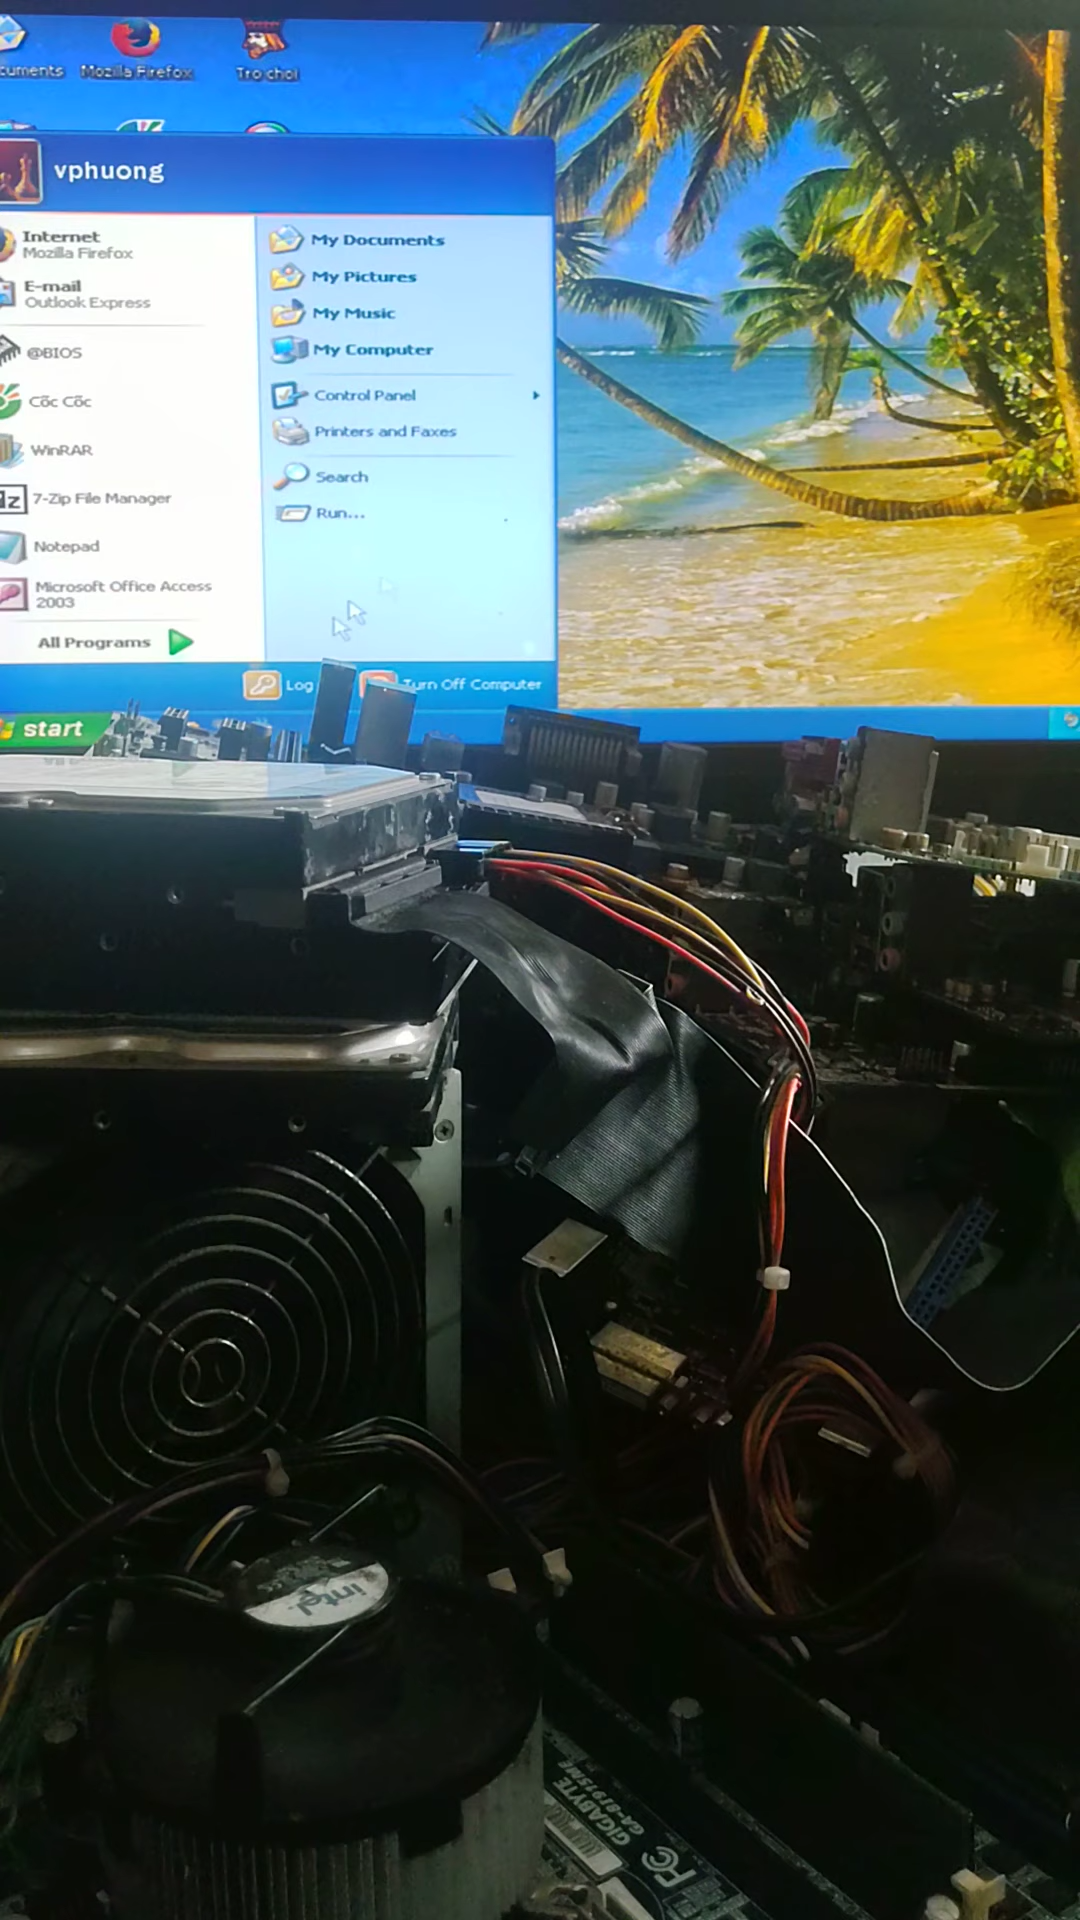 cuments
Mozilla Firefox
Tro choi
vphuong
Internet
Mozilla Firefox
E-mail
Outlook Express
@BIOS
Cốc Cốc
WinRAR
7-Zip File Manager
Notepad
Microsoft Office Access
2003
All Programs
My Documents
My Pictures
My Music
My Computer
Control Panel
Printers and Faxes
Search
Run...
Log
Turn Off Computer
start
intel
GIGABYTE
GA-8I915ME
FC